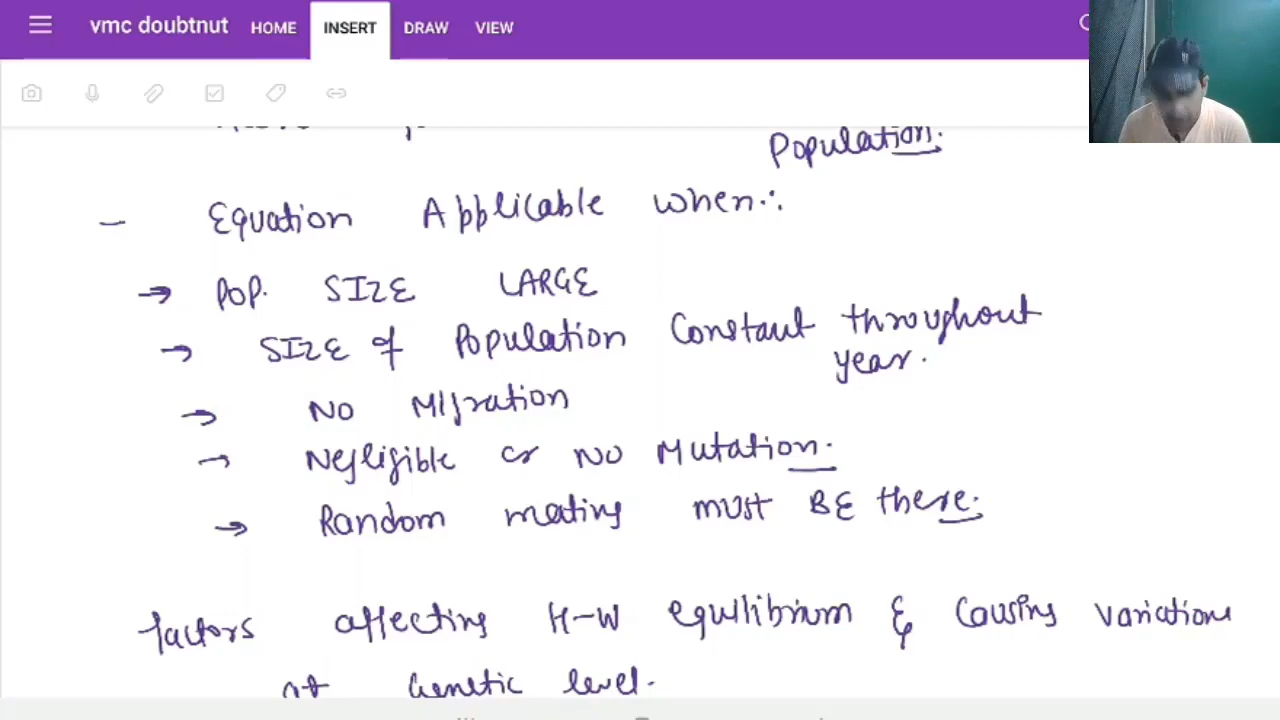 vmc doubtnut HOME INSERT DRAW VIEW
Population.
- Equation Applicable when:
→ Pop. SIZE LARGE
→ SIZE of Population Constant throughout
year.
→ NO Migration
→ Negligible or NO Mutation.
→ Random mating must BE there.
factors affecting H-W equilibrium & Causing variations
at Genetic level.